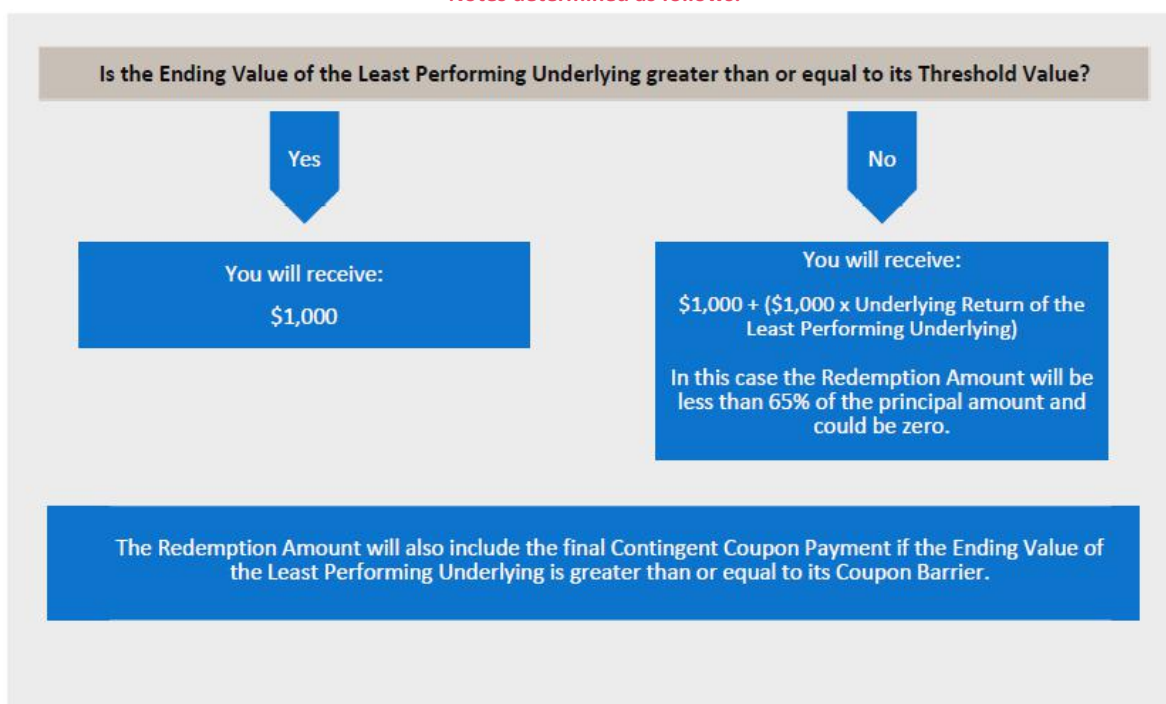 Notes determined as follows:
Is the Ending Value of the Least Performing Underlying greater than or equal to its Threshold Value?
Yes
No
You will receive:
$1,000
You will receive:
$1,000 + ($1,000 x Underlying Return of the
Least Performing Underlying)
In this case the Redemption Amount will be
less than 65% of the principal amount and
could be zero.
The Redemption Amount will also include the final Contingent Coupon Payment if the Ending Value of
the Least Performing Underlying is greater than or equal to its Coupon Barrier.